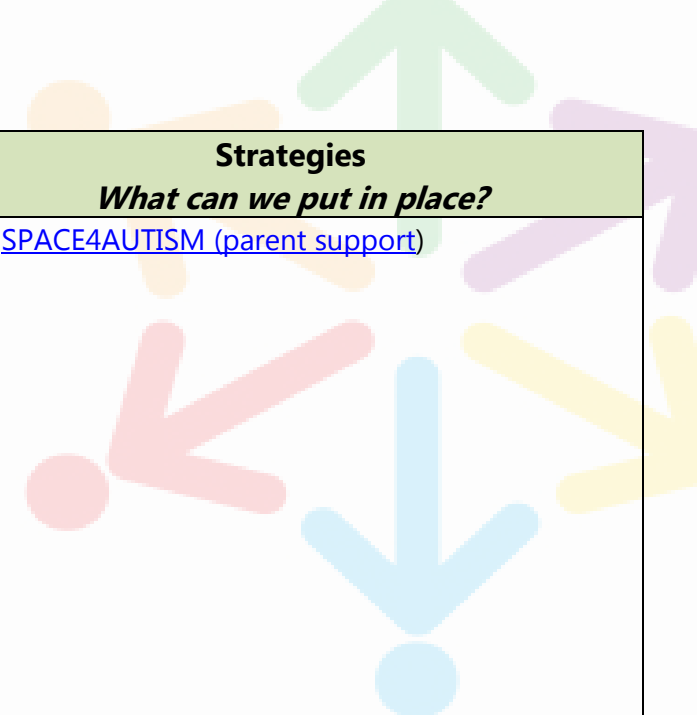 Strategies
What can we put in place?
SPACE4AUTISM (parent support)